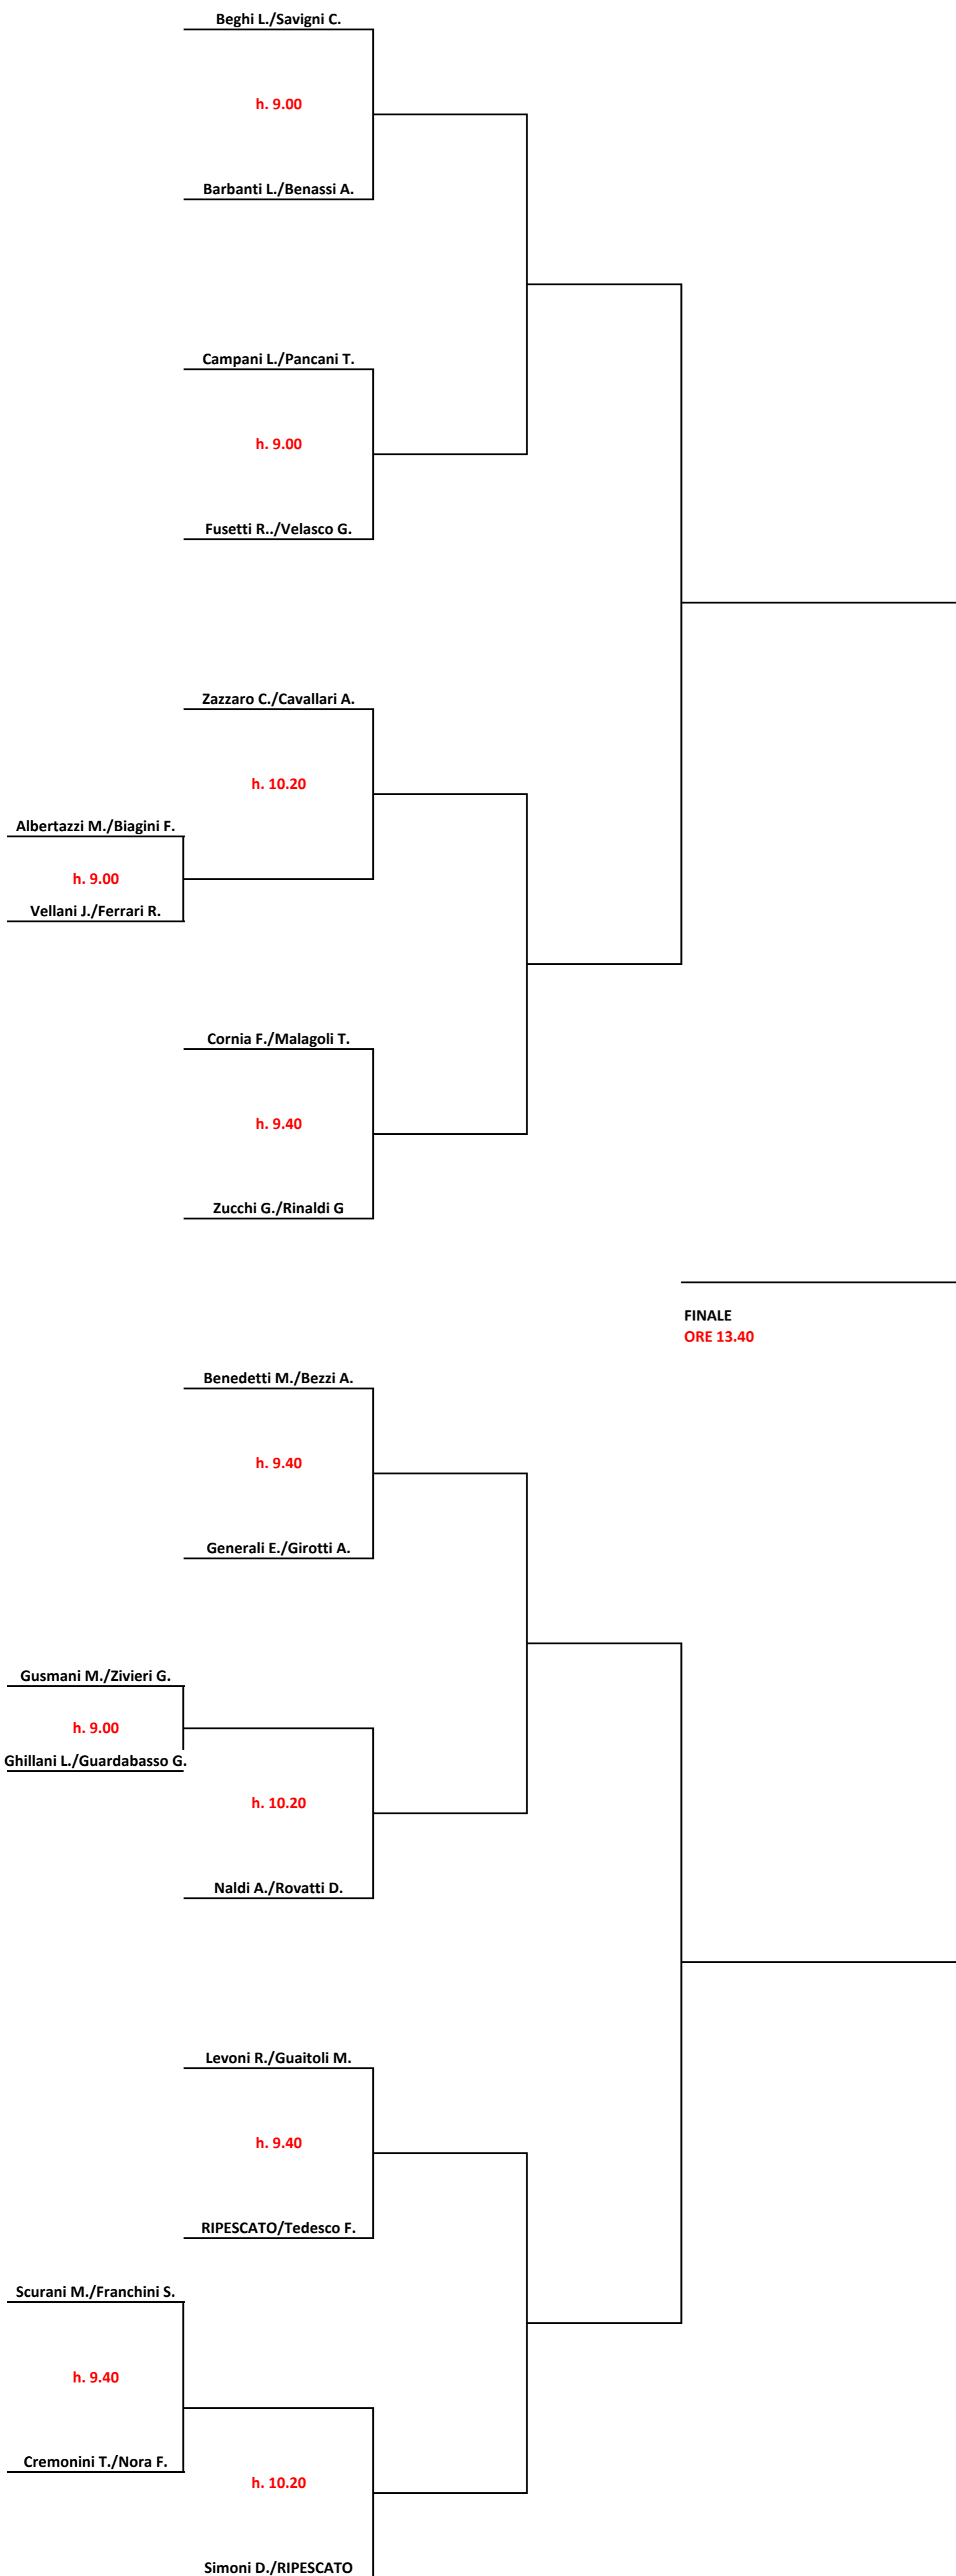 Beghi L./Savigni C.
h. 9.00
Barbanti L./Benassi A.
Campani L./Pancani T.
h. 9.00
Fusetti R../Velasco G.
Zazzaro C./Cavallari A.
h. 10.20
Albertazzi M./Biagini F.
h. 9.00
Vellani J./Ferrari R.
Cornia F./Malagoli T.
h. 9.40
Zucchi G./Rinaldi G
FINALE
ORE 13.40
Benedetti M./Bezzi A.
h. 9.40
Generali E./Girotti A.
Gusmani M./Zivieri G.
h. 9.00
Ghillani L./Guardabasso G.
h. 10.20
Naldi A./Rovatti D.
Levoni R./Guaitoli M.
h. 9.40
RIPESCATO/Tedesco F.
Scurani M./Franchini S.
h. 9.40
Cremonini T./Nora F.
h. 10.20
Simoni D./RIPESCATO